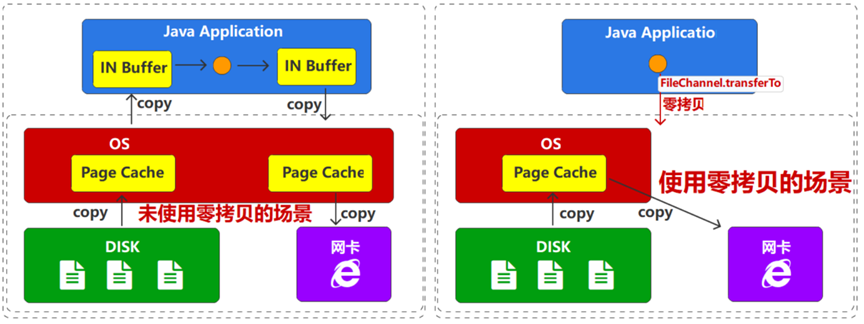 Java Application
IN Buffer
IN Buffer
copy
copy
OS
Page Cache
Page Cache
copy
未使用零拷贝的场景
copy
DISK
网卡
Java Applicatio
FileChannel.transferTo
零拷贝
OS
Page Cache
使用零拷贝的场景
copy
copy
DISK
网卡